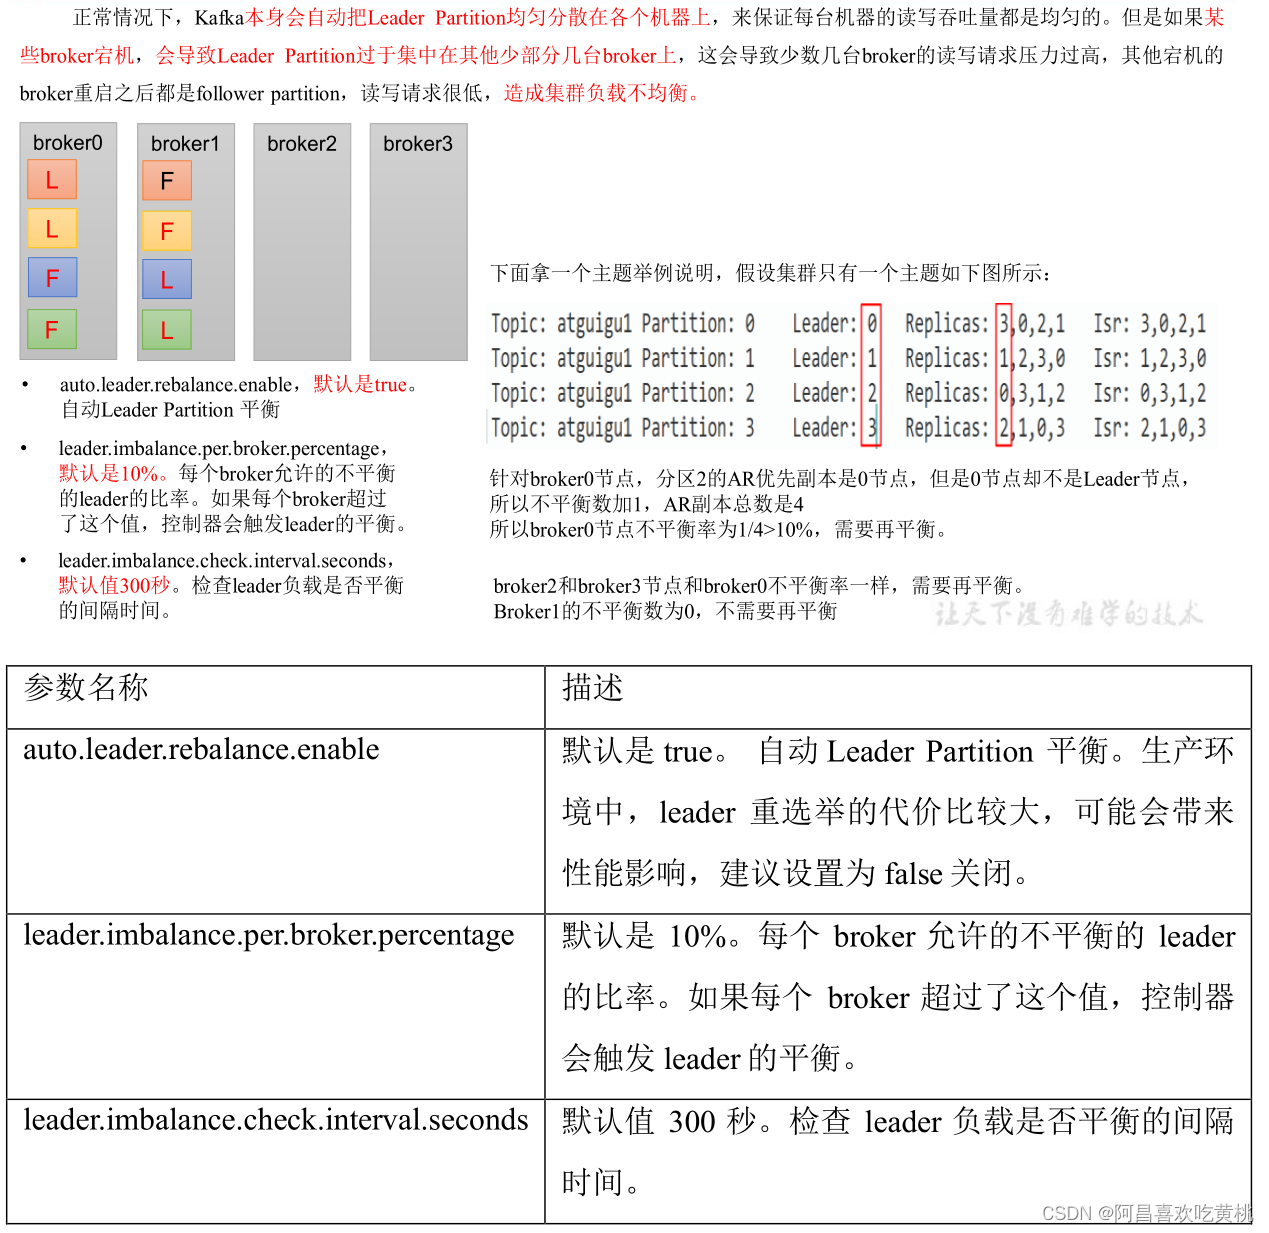 正常情况下，Kafka本身会自动把Leader Partition均匀分散在各个机器上，来保证每台机器的读写吞吐量都是均匀的。但是如果某
些broker宕机，会导致Leader Partition过于集中在其他少部分几台broker上，这会导致少数几台broker的读写请求压力过高，其他宕机的
broker重启之后都是follower partition，读写请求很低，造成集群负载不均衡。
broker0 broker1 broker2 broker3
L F
L F
F L
F L
下面拿一个主题举例说明，假设集群只有一个主题如下图所示：
Topic: atguigu1 Partition: 0 Leader: 0 Replicas: 3,0,2,1 Isr: 3,0,2,1
Topic: atguigu1 Partition: 1 Leader: 1 Replicas: 1,2,3,0 Isr: 1,2,3,0
Topic: atguigu1 Partition: 2 Leader: 2 Replicas: 0,3,1,2 Isr: 0,3,1,2
Topic: atguigu1 Partition: 3 Leader: 3 Replicas: 2,1,0,3 Isr: 2,1,0,3
• auto.leader.rebalance.enable，默认是true。
自动Leader Partition 平衡
• leader.imbalance.per.broker.percentage，
默认是10%。每个broker允许的不平衡
的leader的比率。如果每个broker超过
了这个值，控制器会触发leader的平衡。
• leader.imbalance.check.interval.seconds，
默认值300秒。检查leader负载是否平衡
的间隔时间。
针对broker0节点，分区2的AR优先副本是0节点，但是0节点却不是Leader节点，
所以不平衡数加1，AR副本总数是4
所以broker0节点不平衡率为1/4>10%，需要再平衡。
broker2和broker3节点和broker0不平衡率一样，需要再平衡。
Broker1的不平衡数为0，不需要再平衡
让天下没有难学的技术
参数名称 描述
auto.leader.rebalance.enable 默认是 true。 自动 Leader Partition 平衡。生产环
境中，leader 重选举的代价比较大，可能会带来
性能影响，建议设置为 false 关闭。
leader.imbalance.per.broker.percentage 默认是 10%。每个 broker 允许的不平衡的 leader
的比率。如果每个 broker 超过了这个值，控制器
会触发 leader 的平衡。
leader.imbalance.check.interval.seconds 默认值 300 秒。检查 leader 负载是否平衡的间隔
时间。
CSDN @阿昌喜欢吃黄桃